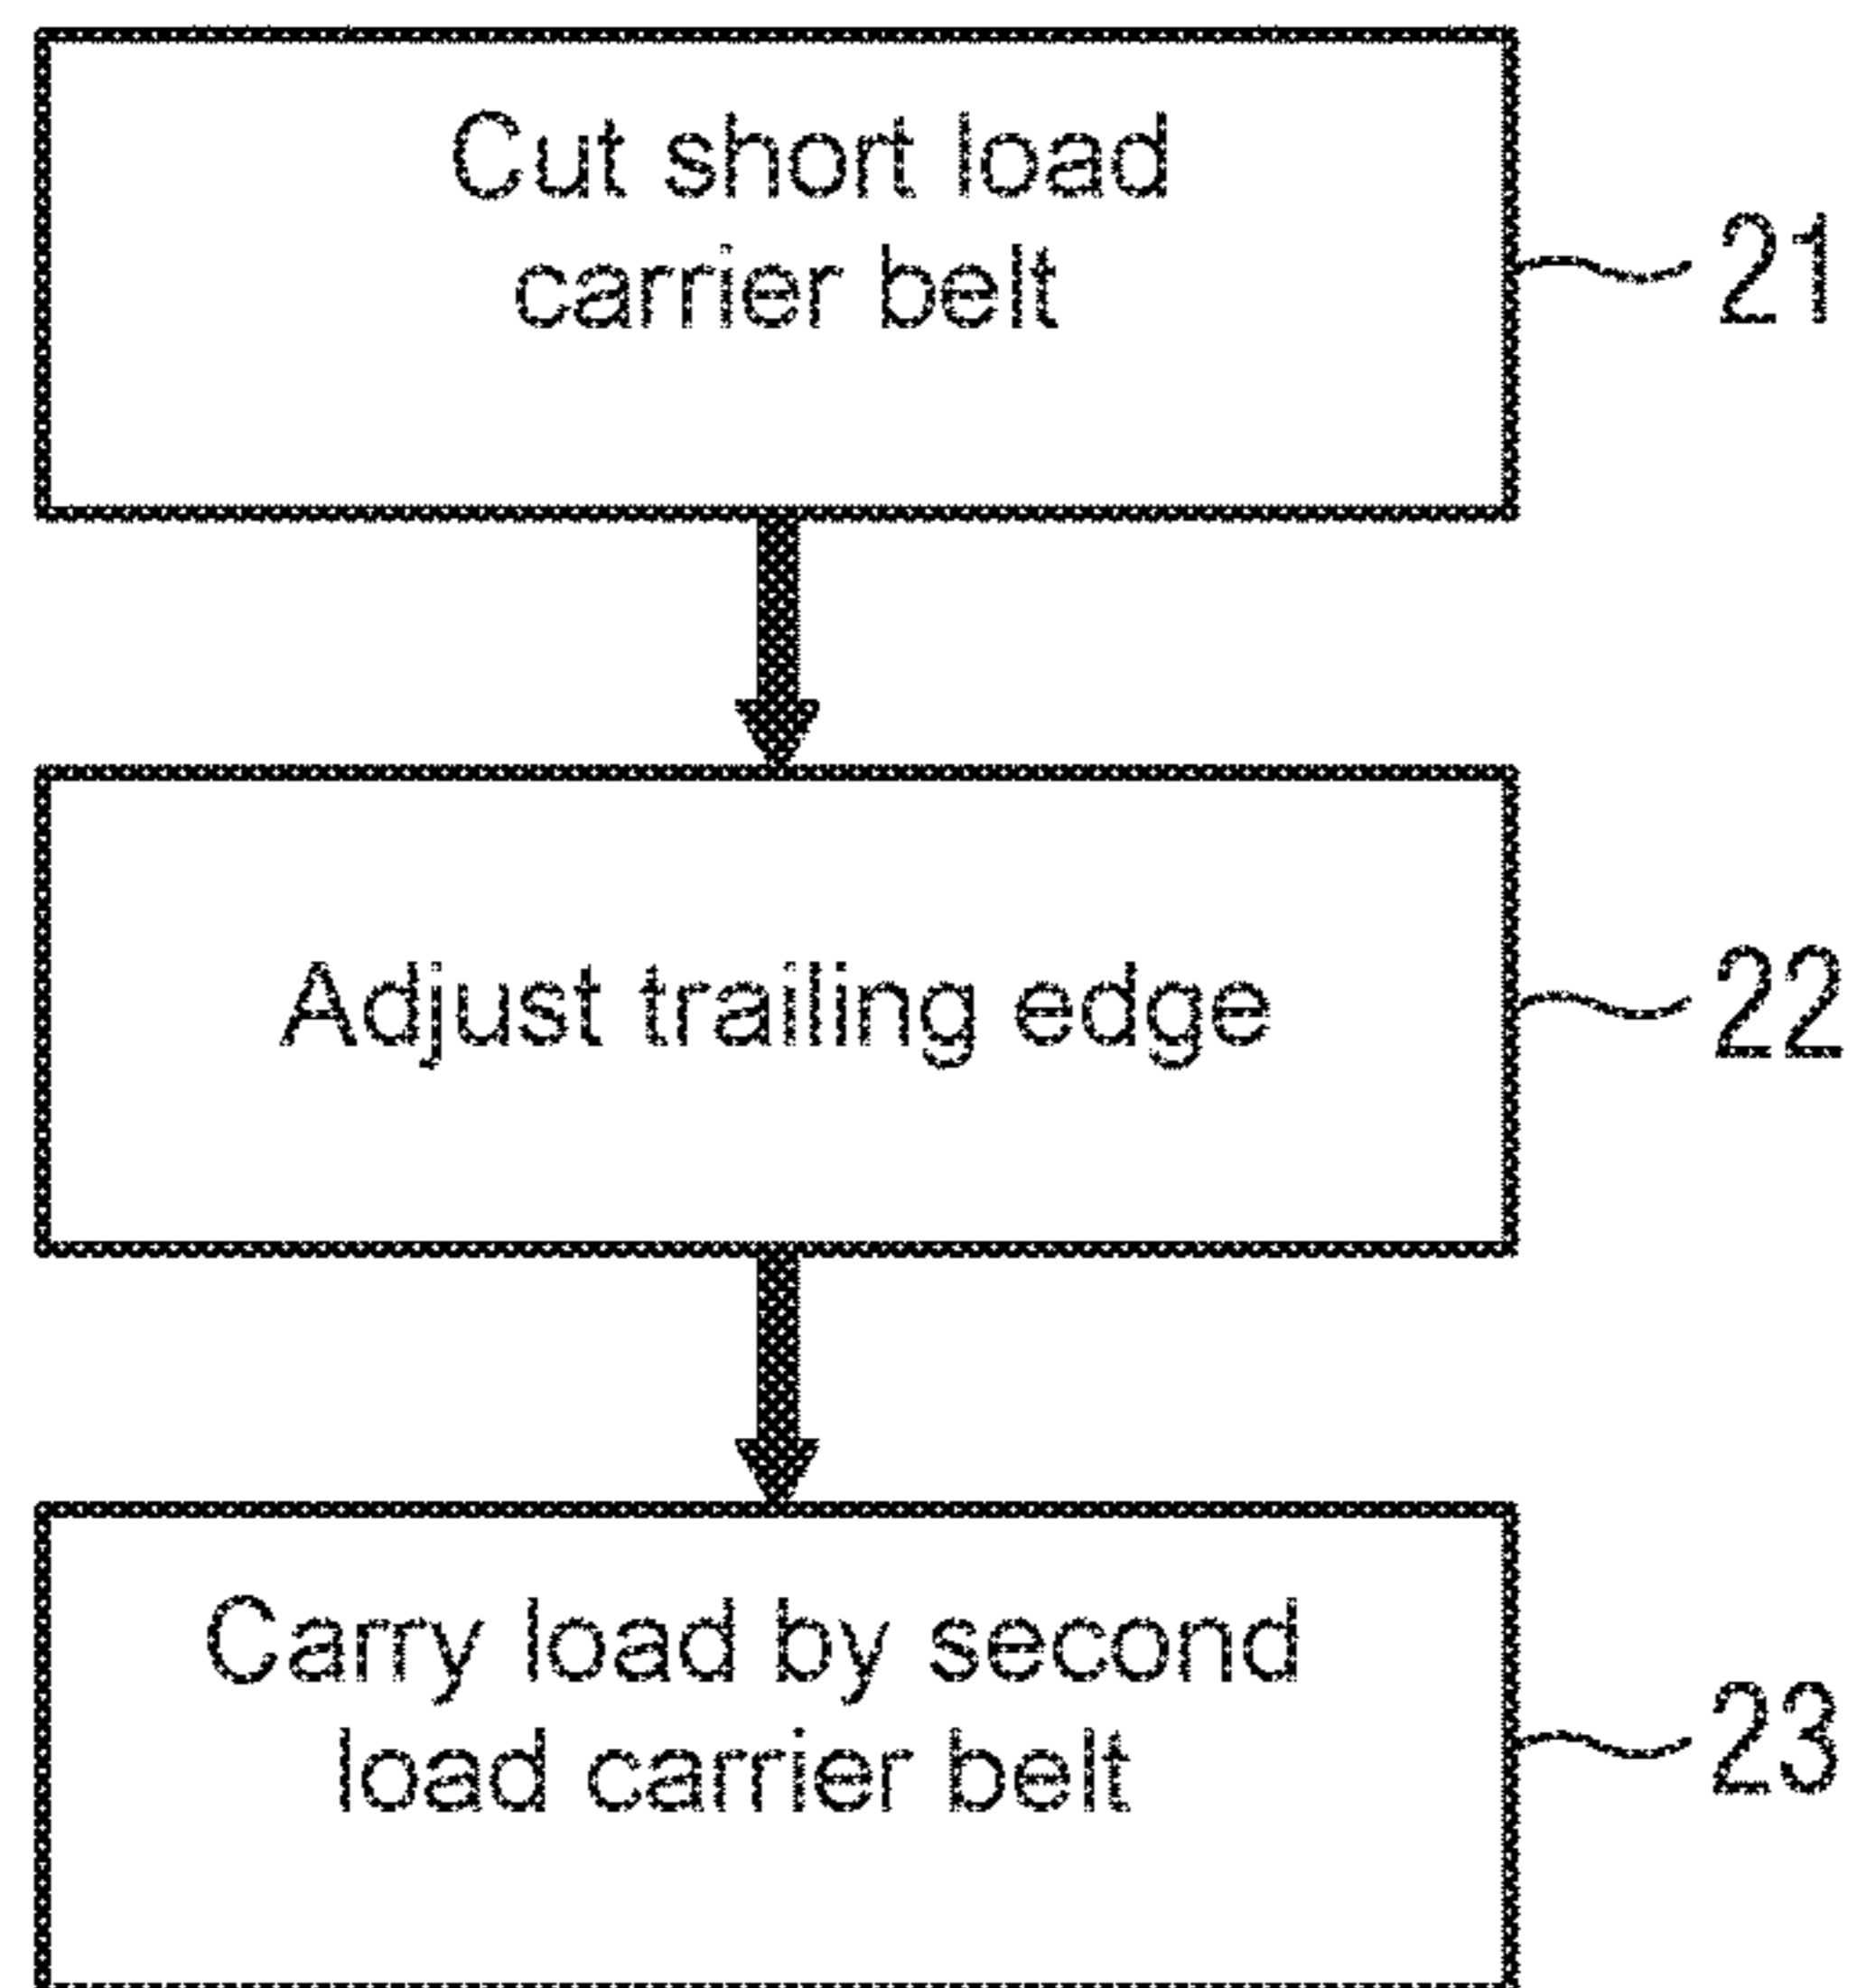 Cut short load
carrier belt
21
Adjust trailing edge
22
Carry load by second
load carrier belt
23